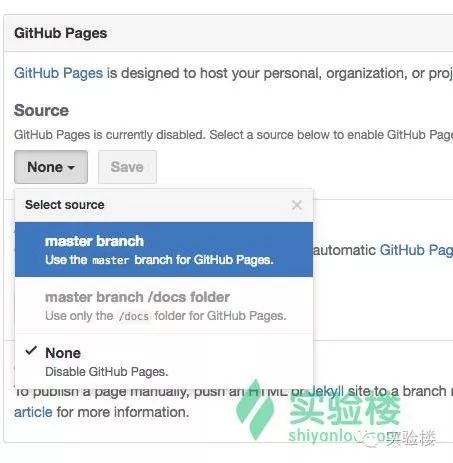 GitHub Pages
GitHub Pages is designed to host your personal, organization, or proj
Source
GitHub Pages is currently disabled. Select a source below to enable GitHub Page
None Save
Select source ×
master branch
Use the master branch for GitHub Pages.
automatic GitHub Pag
master branch /docs folder
Use only the /docs folder for GitHub Pages.
None
Disable GitHub Pages.
To publish a page manually, push an HTML or Jekyll site to a branch
article for more information.
实验楼
shiyanlou.com
实验楼